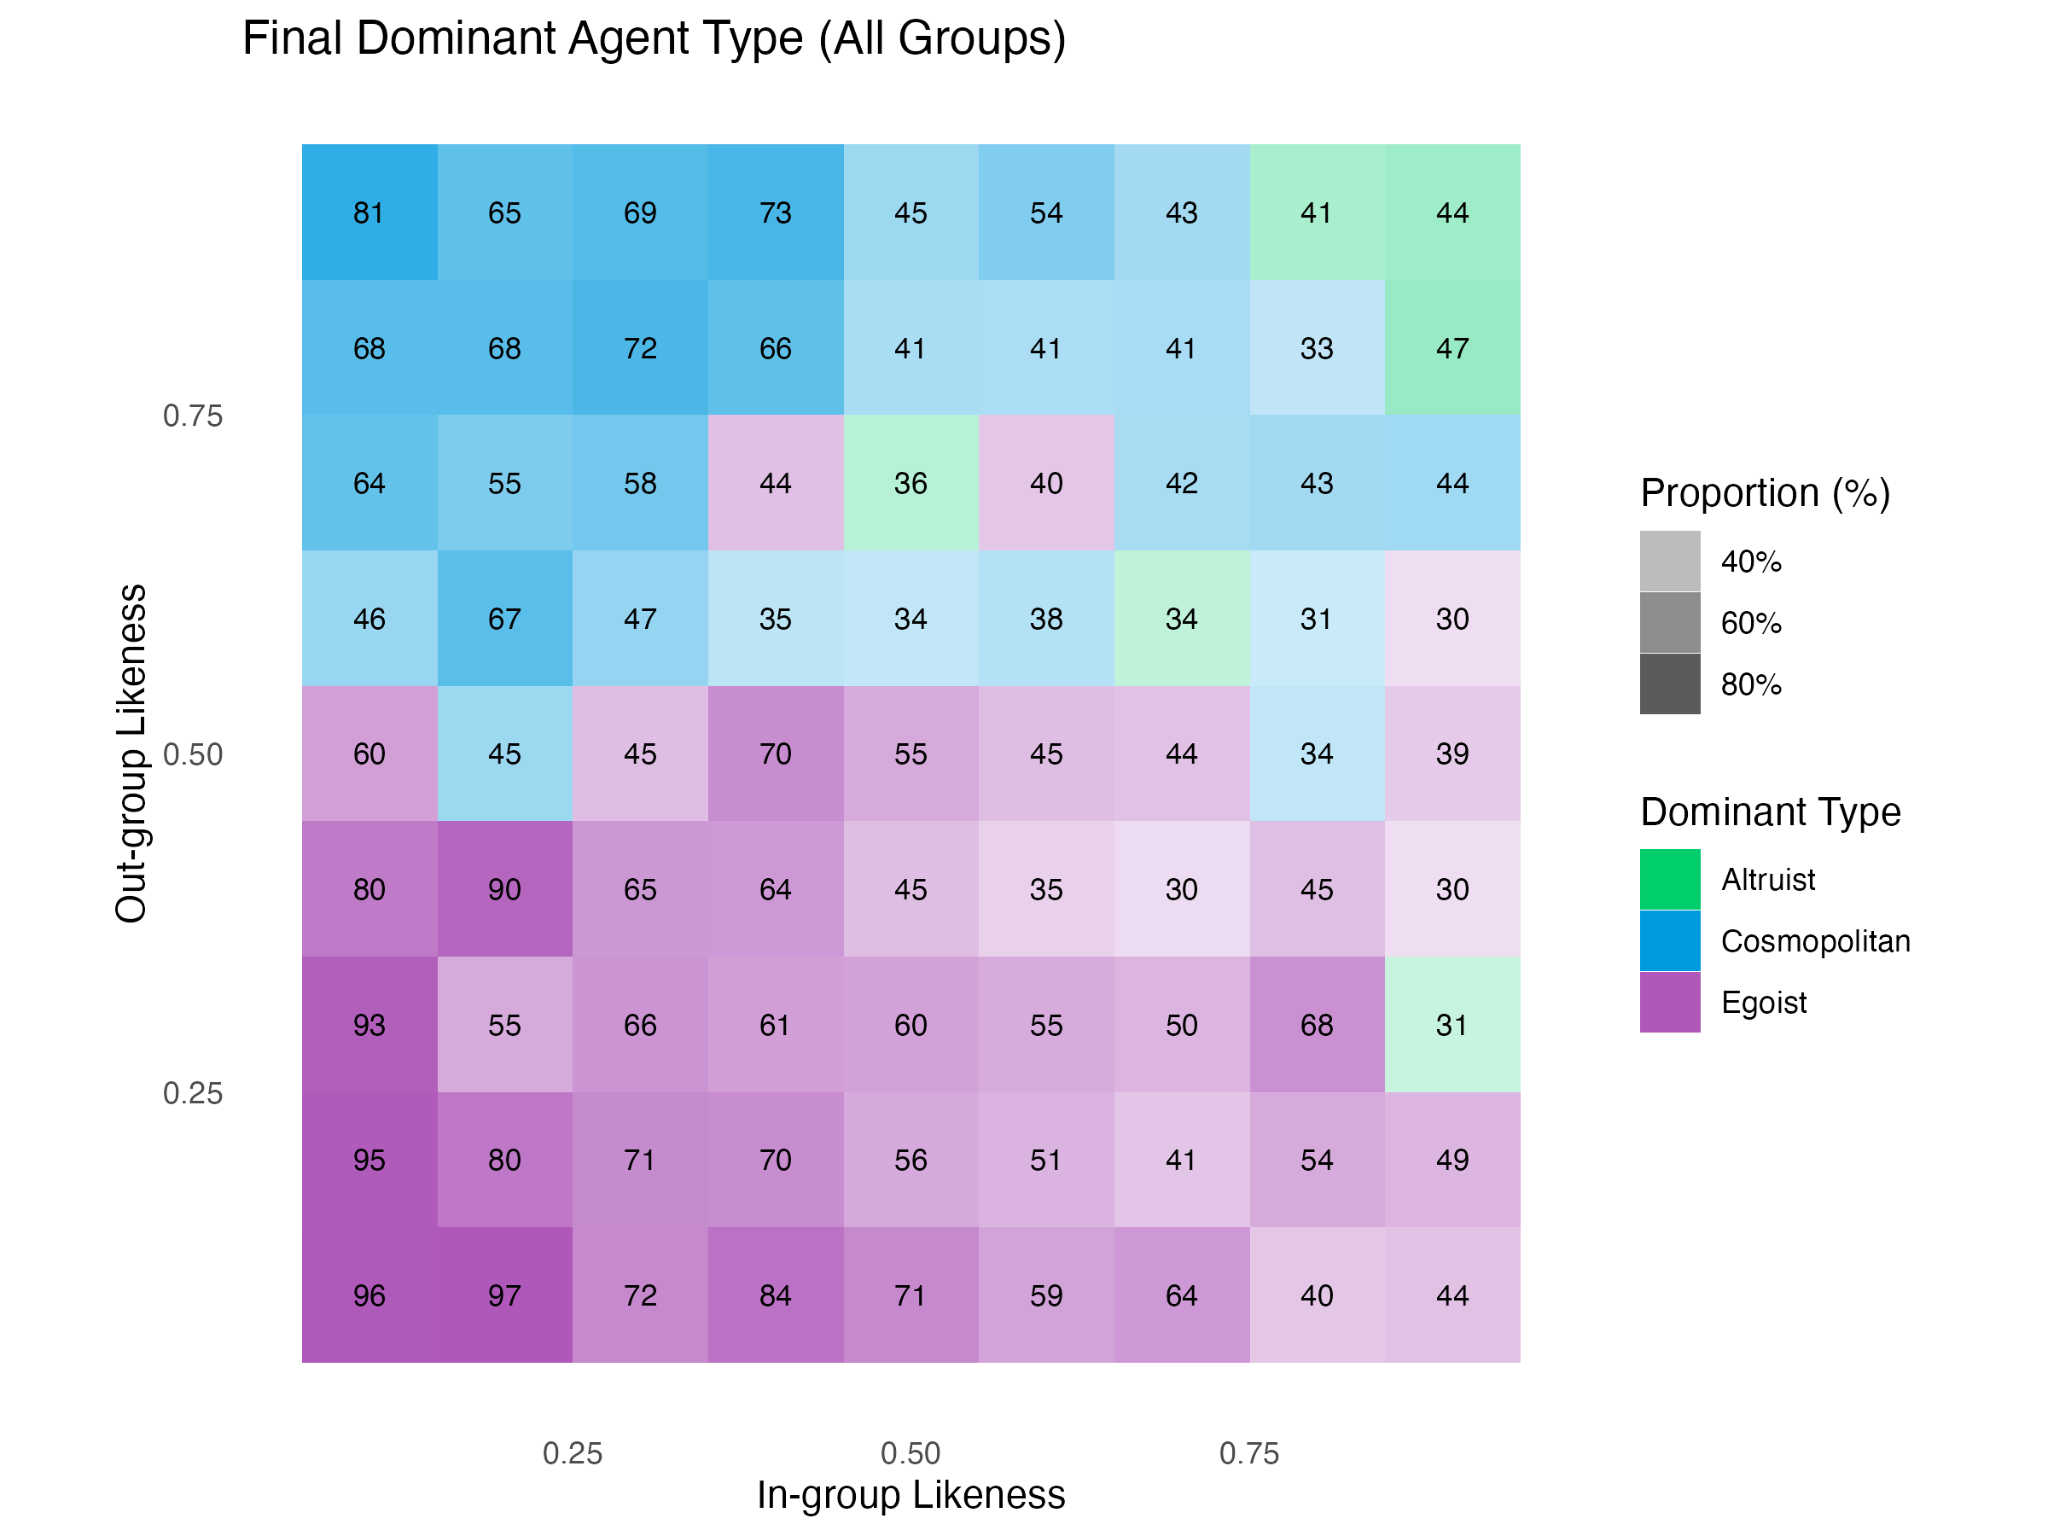 Final Dominant Agent Type (All Groups)
81 65 69 73 45 54 43 41 44
68 68 72 66 41 41 41 33 47
0.75
64 55 58 44 36 40 42 43 44
46 67 47 35 34 38 34 31 30
0.50
60 45 45 70 55 45 44 34 39
80 90 65 64 45 35 30 45 30
93 55 66 61 60 55 50 68 31
0.25
95 80 71 70 56 51 41 54 49
96 97 72 84 71 59 64 40 44
Out-group Likeness
0.25 0.50 0.75
In-group Likeness
Proportion (%)
40%
60%
80%
Dominant Type
Altruist
Cosmopolitan
Egoist